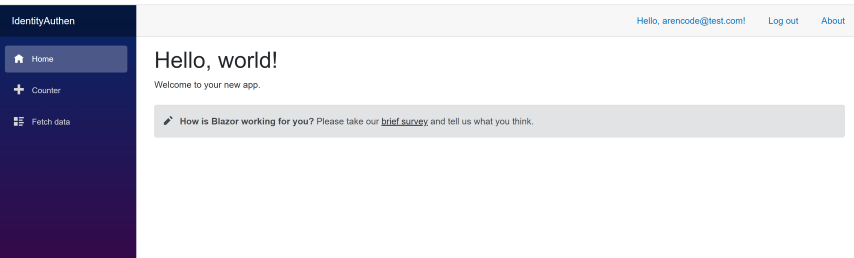 IdentityAuthen
Hello, arencode@test.com! Log out About
Home
Counter
Fetch data
Hello, world!
Welcome to your new app.
How is Blazor working for you? Please take our brief survey and tell us what you think.